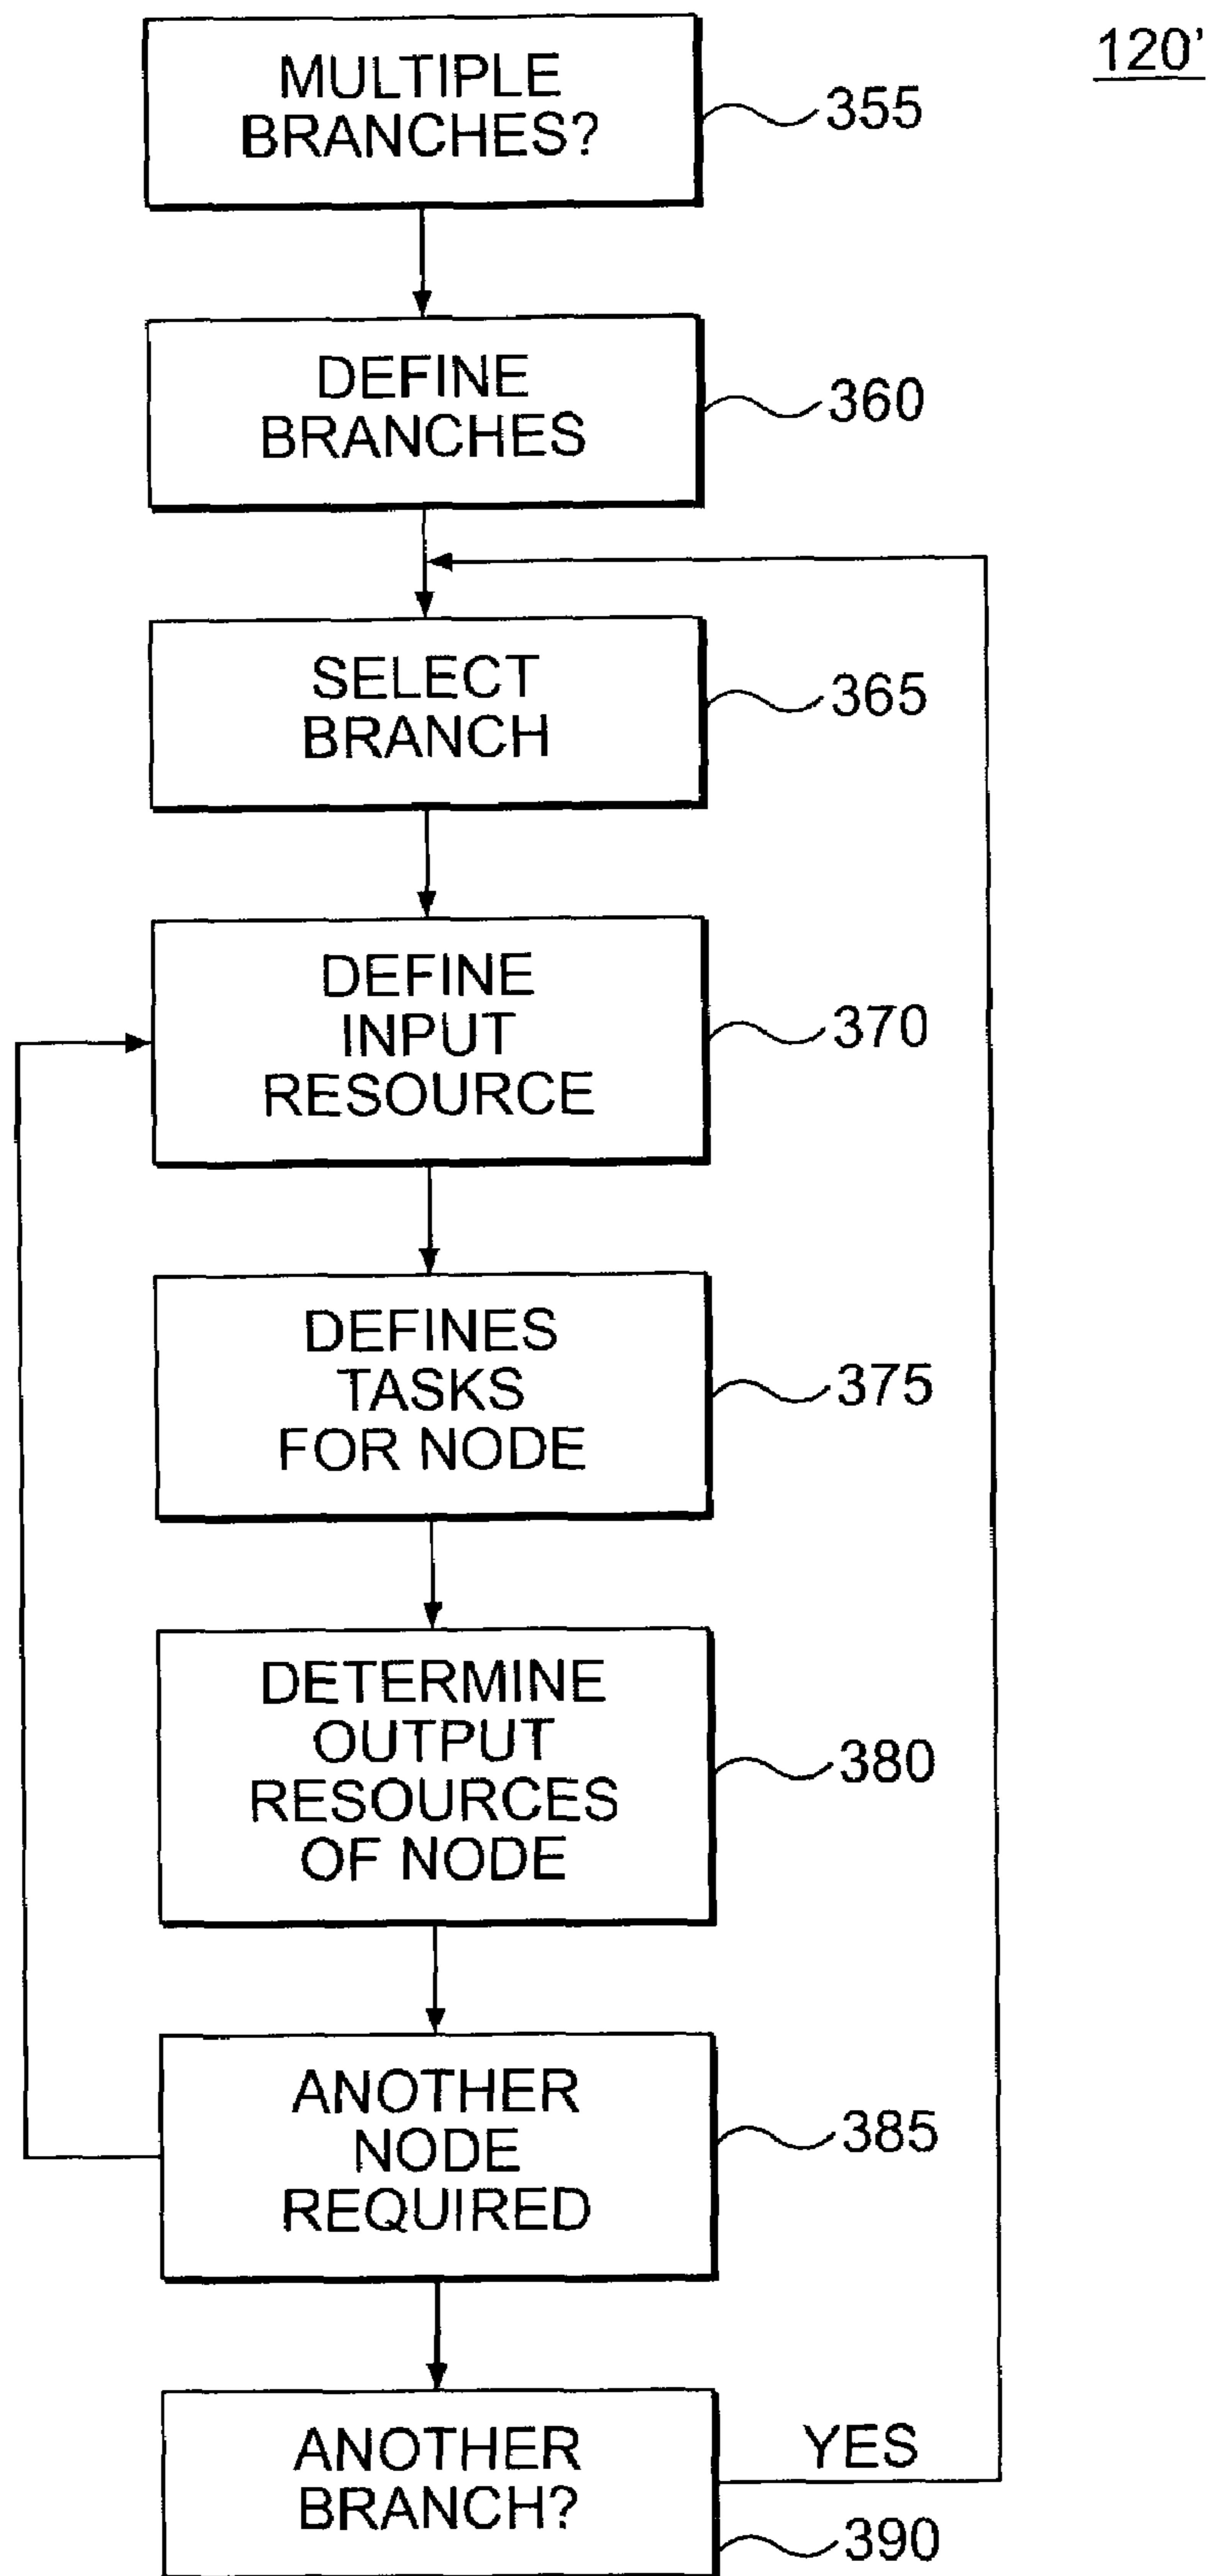 120'
MULTIPLE
BRANCHES?
355
DEFINE
BRANCHES
360
SELECT
BRANCH
365
DEFINE
INPUT
RESOURCE
370
DEFINES
TASKS
FOR NODE
375
DETERMINE
OUTPUT
RESOURCES
OF NODE
380
ANOTHER
NODE
REQUIRED
385
ANOTHER
BRANCH?
YES
390